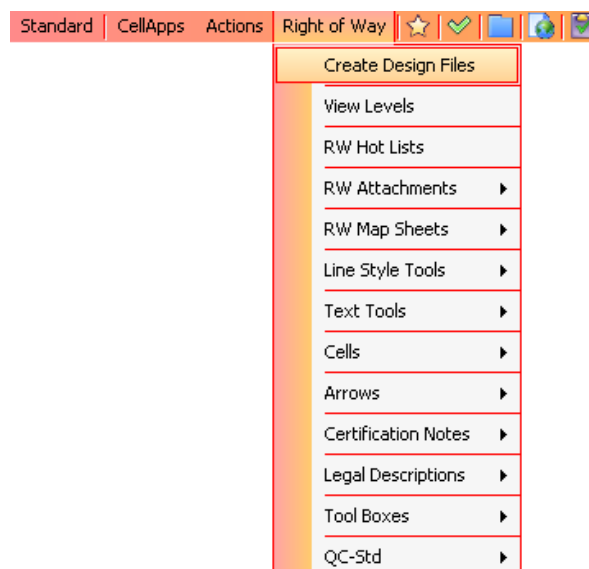 Standard CellApps Actions Right of Way
Create Design Files
View Levels
RW Hot Lists
RW Attachments
RW Map Sheets
Line Style Tools
Text Tools
Cells
Arrows
Certification Notes
Legal Descriptions
Tool Boxes
QC-Std